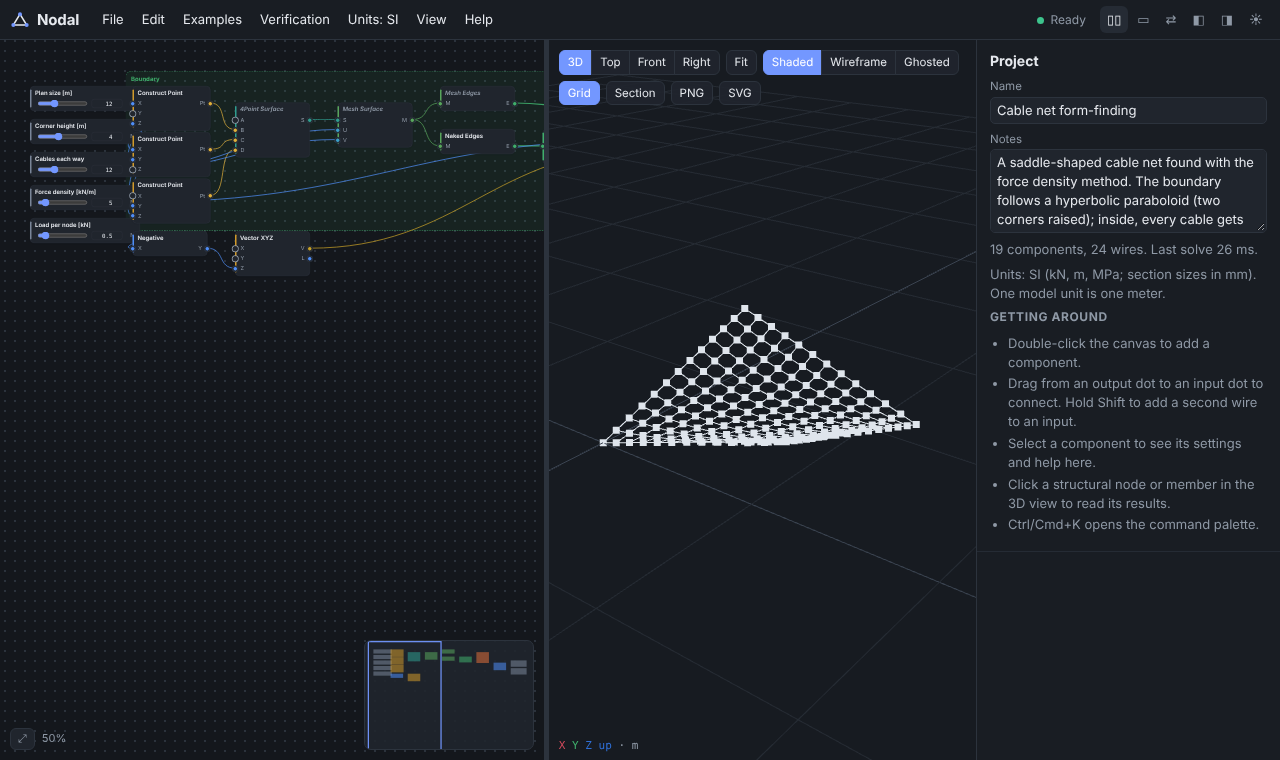 Nodal File Edit Examples Verification Units: SI View Help Ready
3D Top Front Right Fit Shaded Wireframe Ghosted
Grid Section PNG SVG
Boundary
Plan size [m] 12
Corner height [m] 4
Cables each way 12
Force density [kN/m] 5
Load per node [kN] 0.5
Construct Point
X Pt
Y
Z
Construct Point
X Pt
Y
Z
Construct Point
X Pt
Y
Z
Negative
X Y
4Point Surface
A S
B
C
D
Vector XYZ
X V
Y L
Z
Mesh Surface
S M
U
V
Mesh Edges
M E
Naked Edges
M E
50%
X Y Z up · m
Project
Name
Cable net form-finding
Notes
A saddle-shaped cable net found with the
force density method. The boundary
follows a hyperbolic paraboloid (two
corners raised); inside, every cable gets
19 components, 24 wires. Last solve 26 ms.
Units: SI (kN, m, MPa; section sizes in mm).
One model unit is one meter.
GETTING AROUND
• Double-click the canvas to add a
component.
• Drag from an output dot to an input dot to
connect. Hold Shift to add a second wire
to an input.
• Select a component to see its settings
and help here.
• Click a structural node or member in the
3D view to read its results.
• Ctrl/Cmd+K opens the command palette.